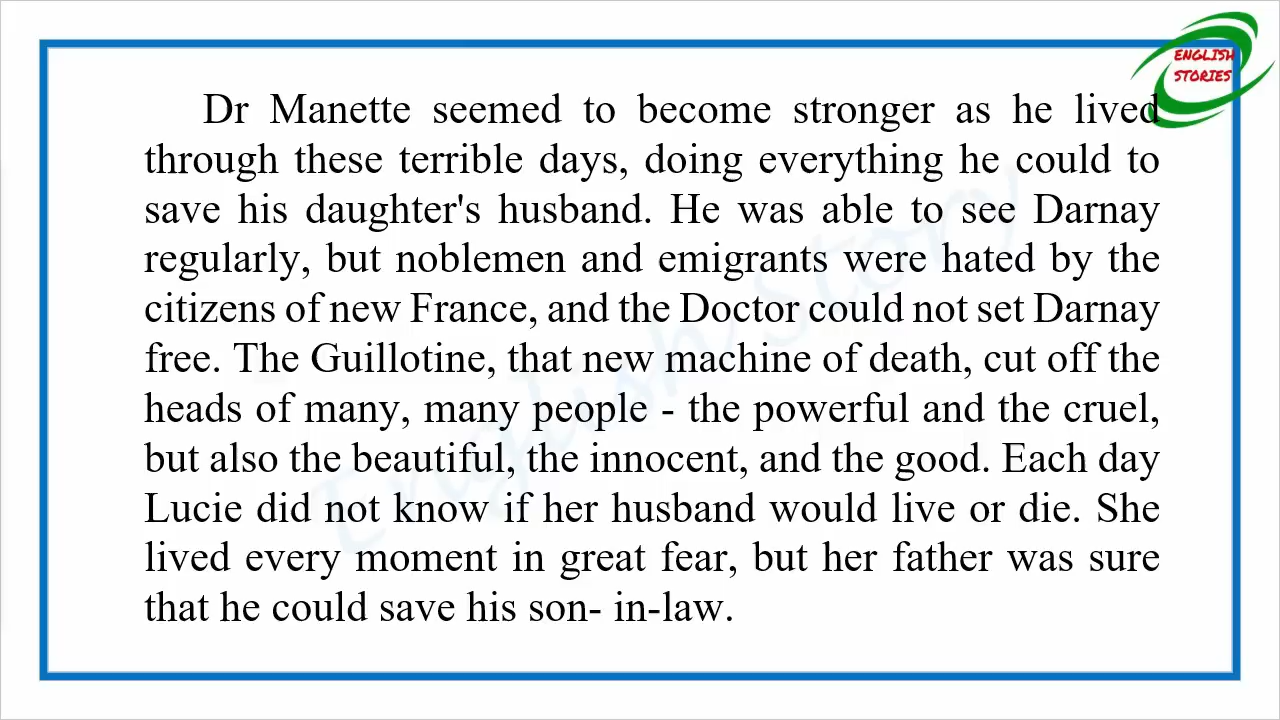 ENGLISH
STORIES
Dr Manette seemed to become stronger as he lived
through these terrible days, doing everything he could to
save his daughter's husband. He was able to see Darnay
regularly, but noblemen and emigrants were hated by the
citizens of new France, and the Doctor could not set Darnay
free. The Guillotine, that new machine of death, cut off the
heads of many, many people - the powerful and the cruel,
but also the beautiful, the innocent, and the good. Each day
Lucie did not know if her husband would live or die. She
lived every moment in great fear, but her father was sure
that he could save his son- in-law.
English Story